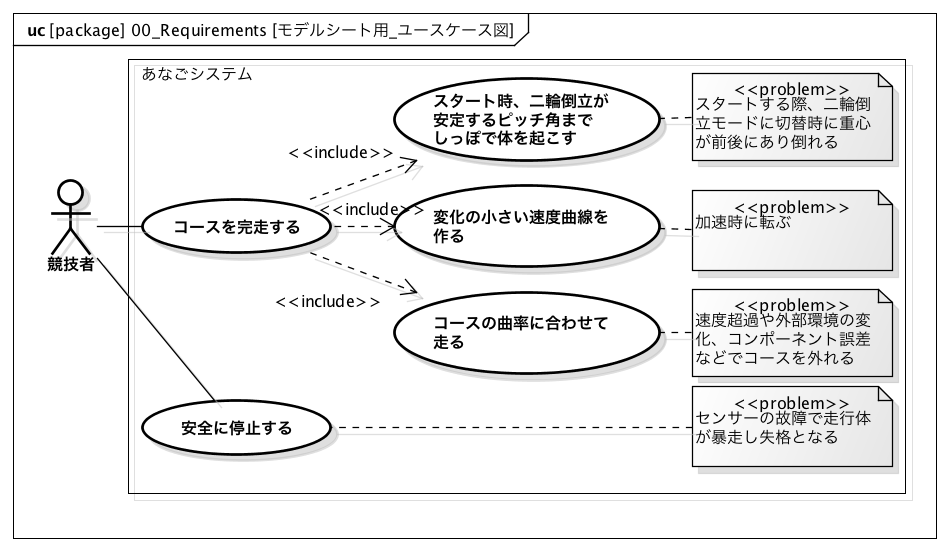 uc [package] 00_Requirements [モデルシート用_ユースケース図]
あなごシステム
スタート時、二輪倒立が
安定するピッチ角まで
しっぽで体を起こす
<<problem>>
スタートする際、二輪倒
立モードに切替時に重心
が前後にあり倒れる
<<include>>
競技者
コースを完走する
<<include>>
変化の小さい速度曲線を
作る
<<problem>>
加速時に転ぶ
<<include>>
コースの曲率に合わせて
走る
<<problem>>
速度超過や外部環境の変
化、コンポーネント誤差
などでコースを外れる
安全に停止する
<<problem>>
センサーの故障で走行体
が暴走し失格となる